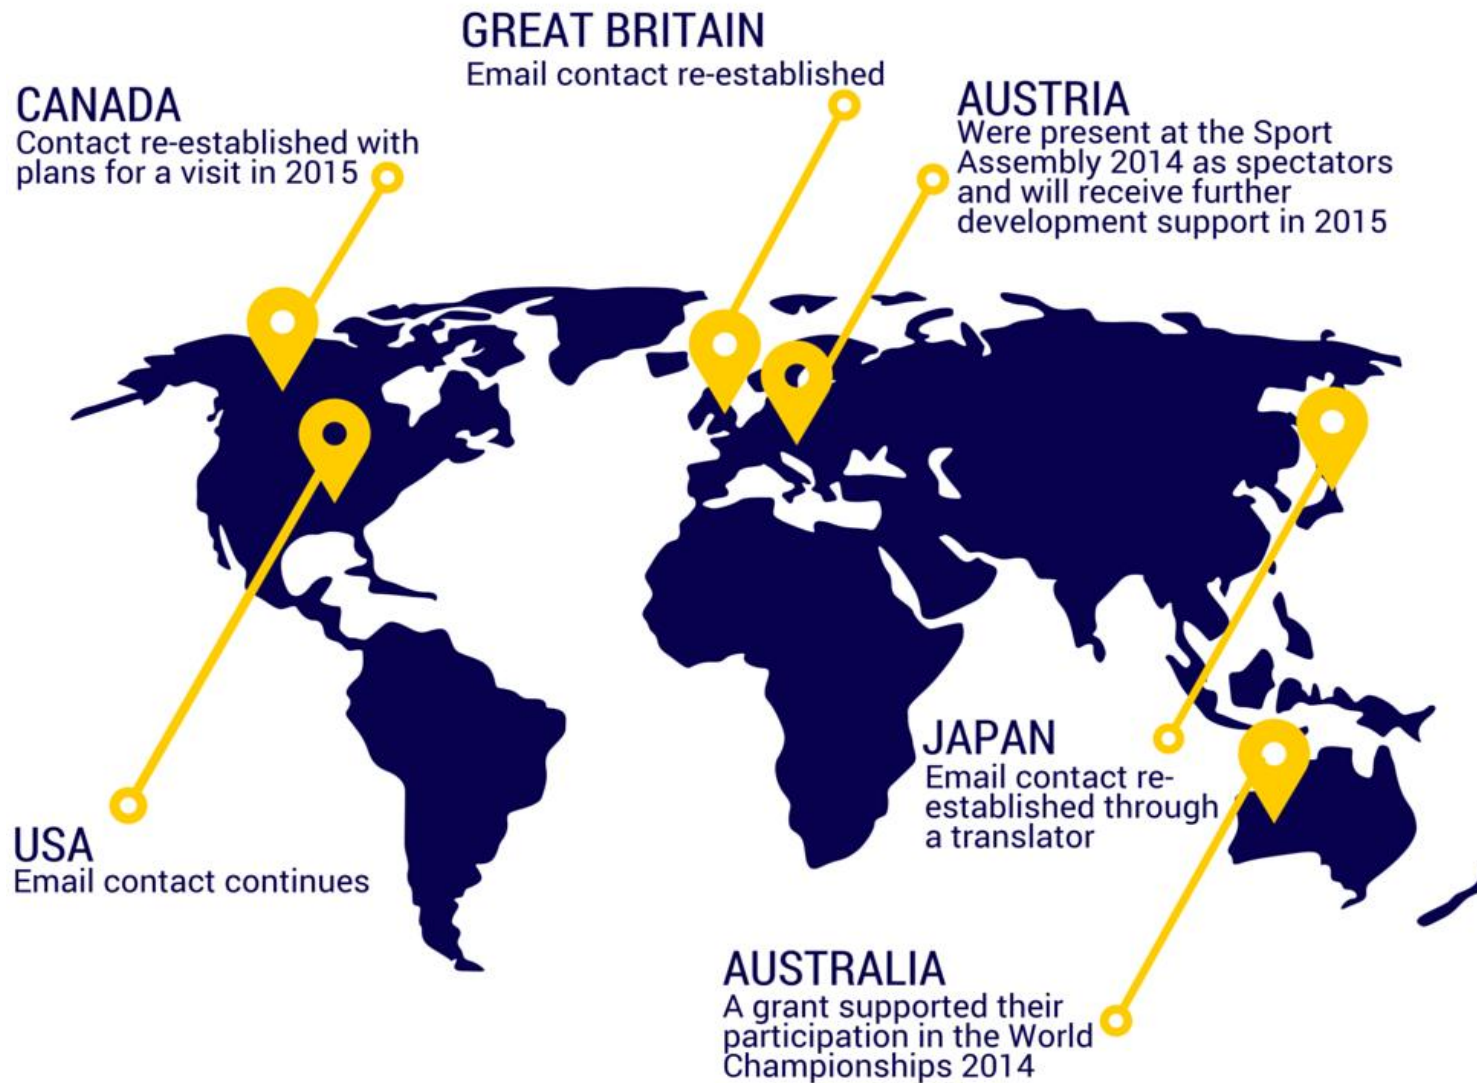 GREAT BRITAIN
Email contact re-established
CANADA
Contact re-established with
plans for a visit in 2015
AUSTRIA
Were present at the Sport
Assembly 2014 as spectators
and will receive further
development support in 2015
JAPAN
Email contact re-
established through
a translator
USA
Email contact continues
AUSTRALIA
A grant supported their
participation in the World
Championships 2014